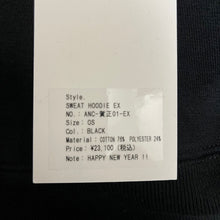 Style.
SWEAT HOODIE EX
NO. : ANC-賀正01-EX
Size: OS
Col. : BLACK
Material : COTTON 76% POLYESTER 24%
Price: ¥23,100 (税込)
Note : HAPPY NEW YEAR !!